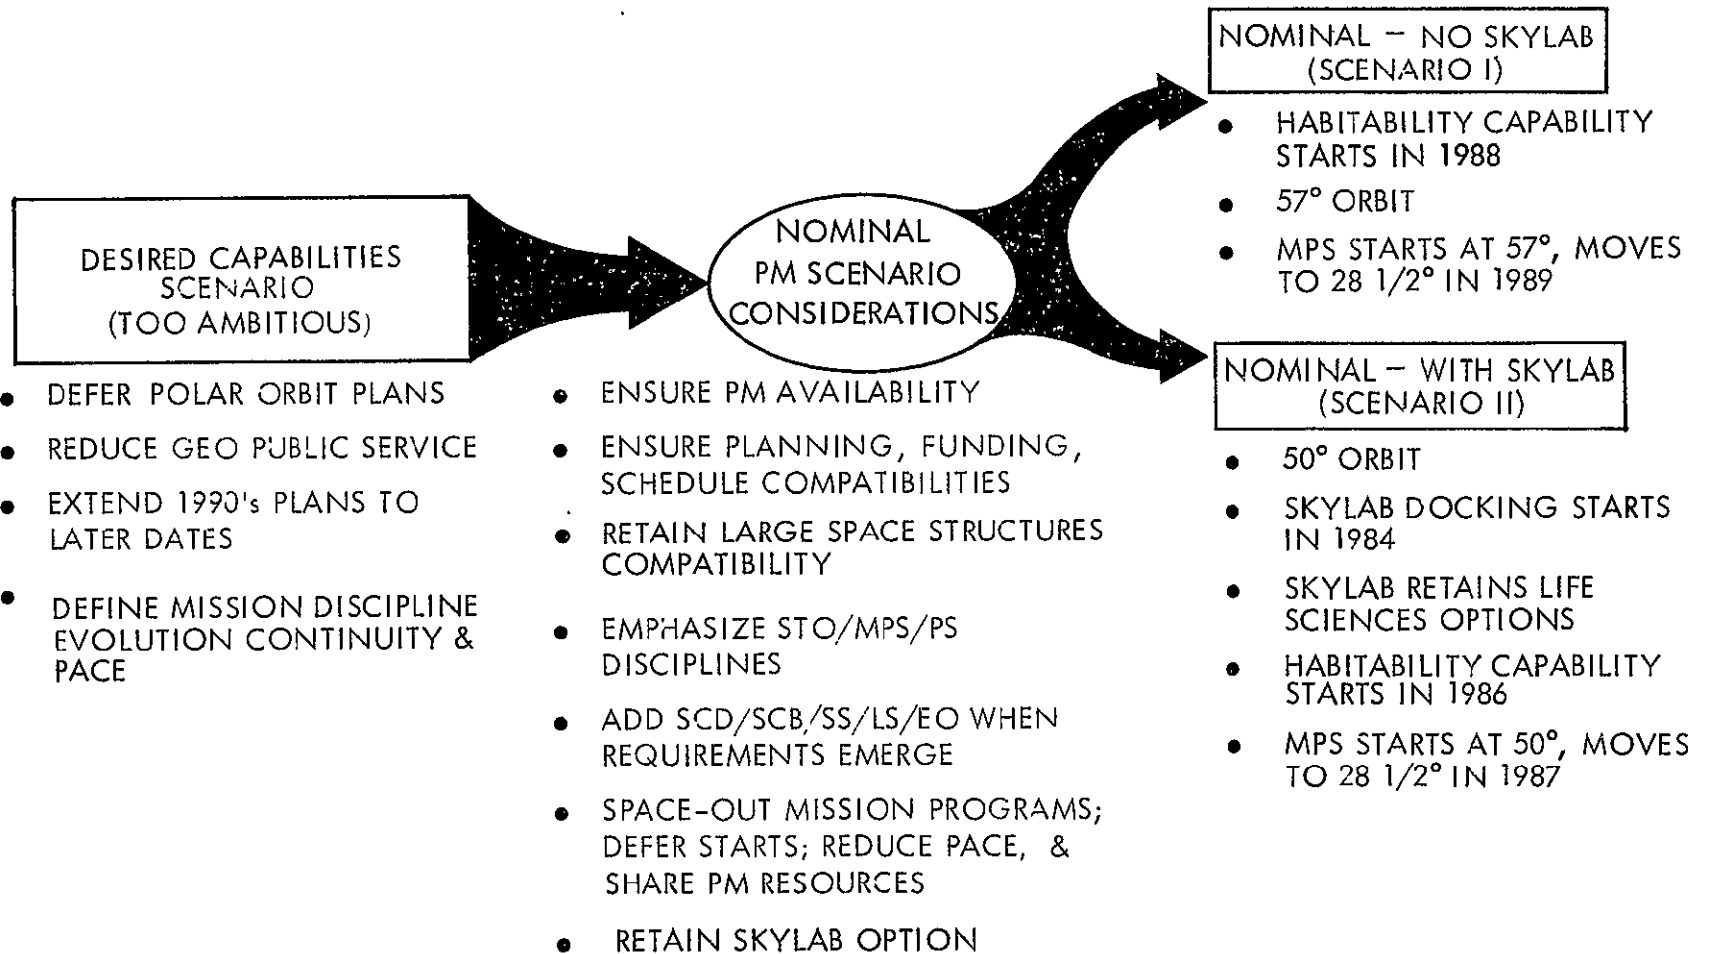 DESIRED CAPABILITIES
SCENARIO
(TOO AMBITIOUS)
• DEFER POLAR ORBIT PLANS
• REDUCE GEO PUBLIC SERVICE
• EXTEND 1990's PLANS TO
LATER DATES
• DEFINE MISSION DISCIPLINE
EVOLUTION CONTINUITY &
PACE
NOMINAL
PM SCENARIO
CONSIDERATIONS
• ENSURE PM AVAILABILITY
• ENSURE PLANNING, FUNDING,
SCHEDULE COMPATIBILITIES
• RETAIN LARGE SPACE STRUCTURES
COMPATIBILITY
• EMPHASIZE STO/MPS/PS
DISCIPLINES
• ADD SCD/SCB/SS/LS/EO WHEN
REQUIREMENTS EMERGE
• SPACE-OUT MISSION PROGRAMS;
DEFER STARTS; REDUCE PACE, &
SHARE PM RESOURCES
• RETAIN SKYLAB OPTION
NOMINAL - NO SKYLAB
(SCENARIO I)
• HABITABILITY CAPABILITY
STARTS IN 1988
• 57° ORBIT
• MPS STARTS AT 57°, MOVES
TO 28 1/2° IN 1989
NOMINAL - WITH SKYLAB
(SCENARIO II)
• 50° ORBIT
• SKYLAB DOCKING STARTS
IN 1984
• SKYLAB RETAINS LIFE
SCIENCES OPTIONS
• HABITABILITY CAPABILITY
STARTS IN 1986
• MPS STARTS AT 50°, MOVES
TO 28 1/2° IN 1987